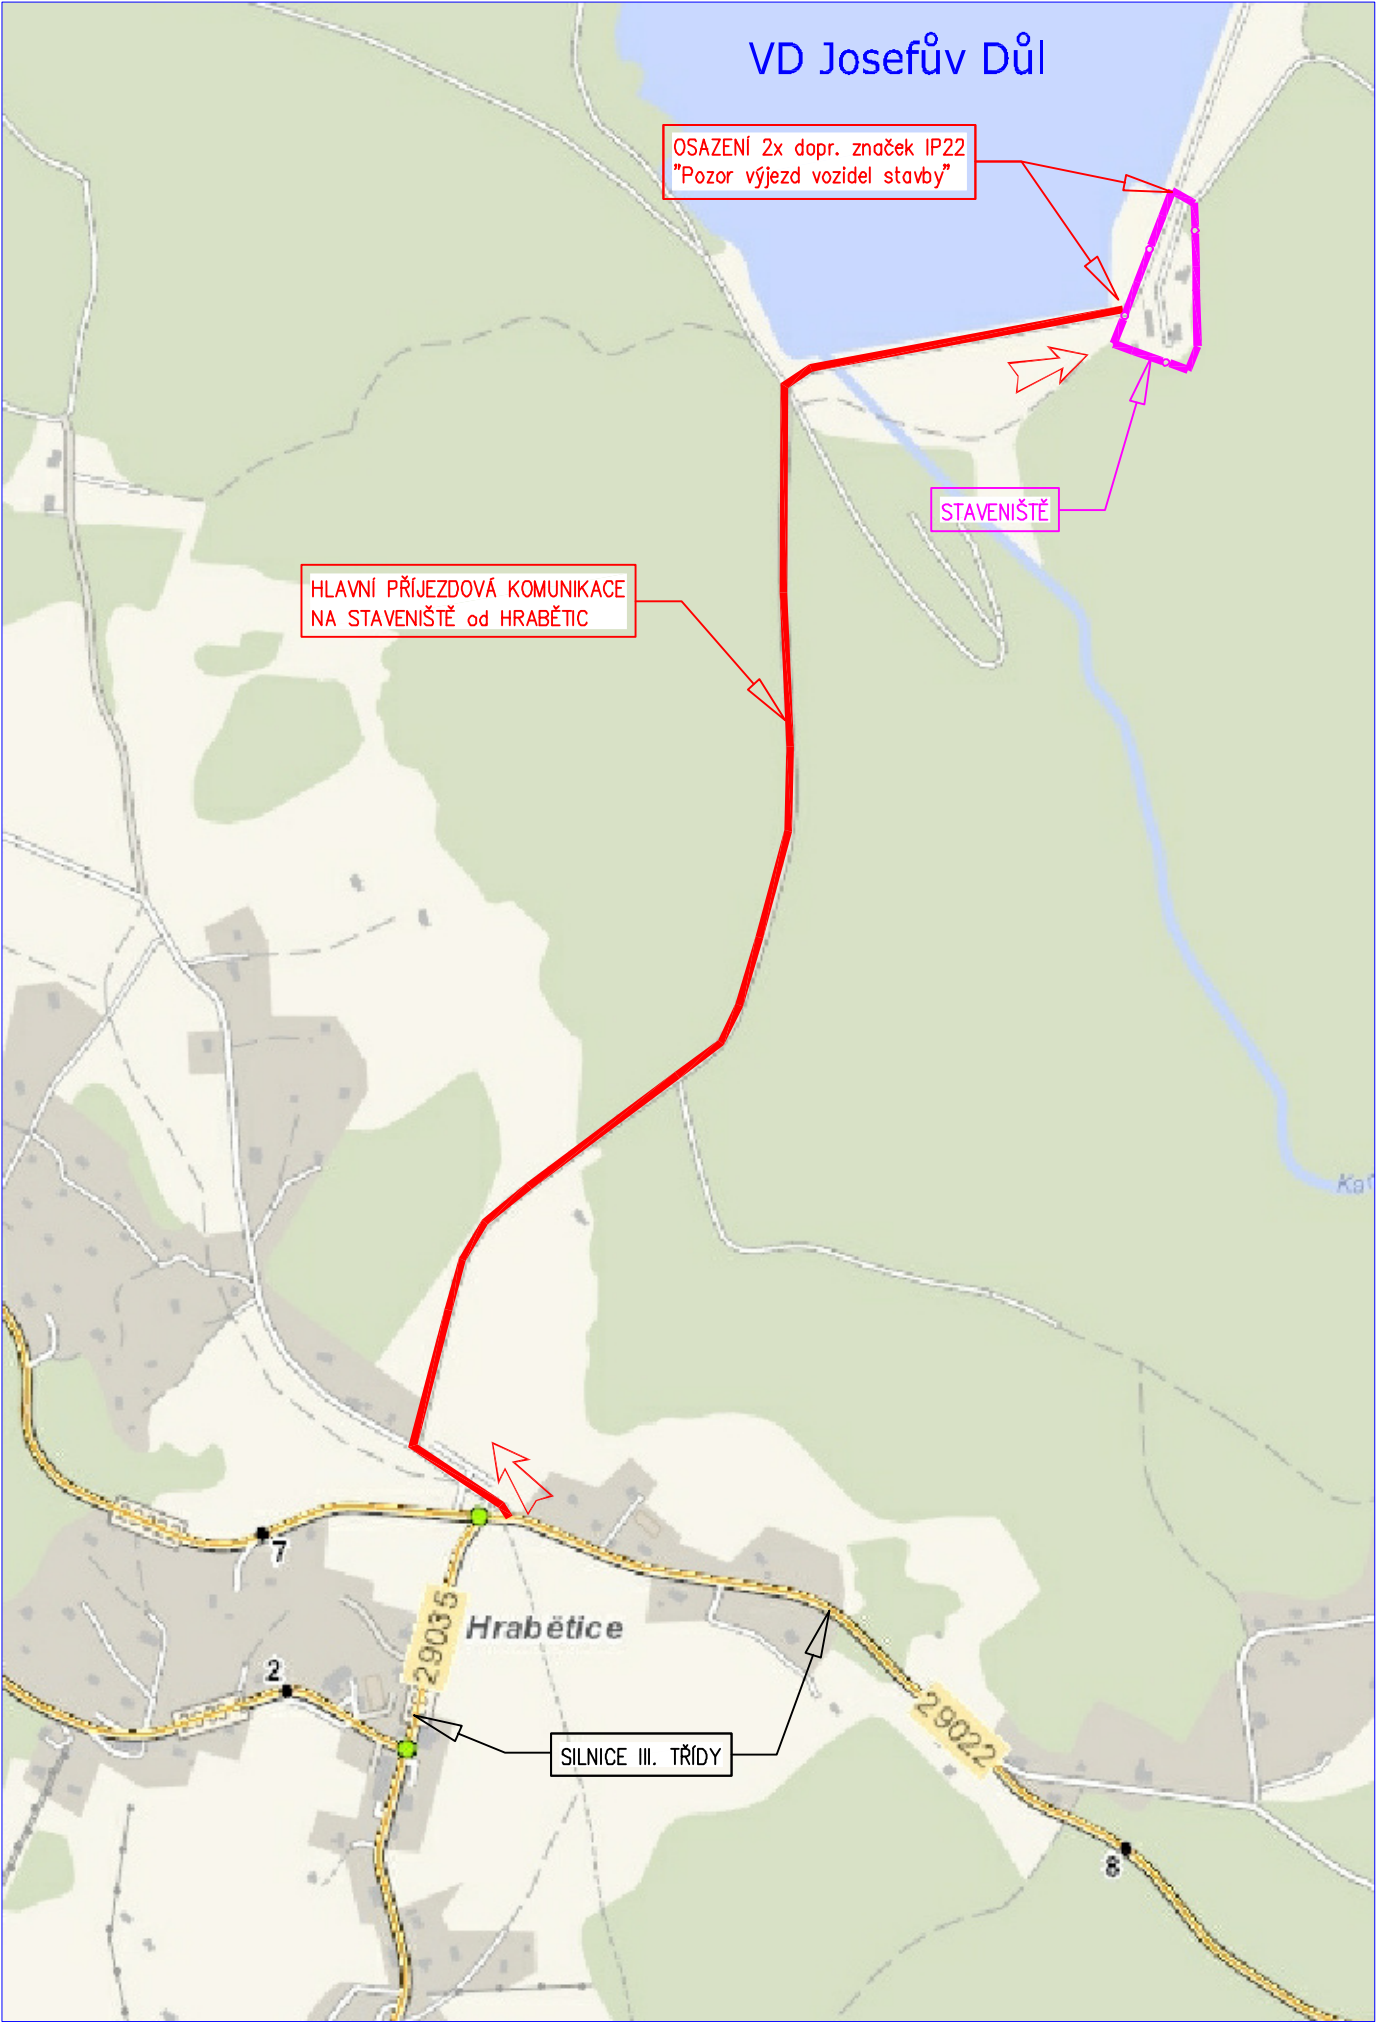 VD Josefův Důl
OSAZENÍ 2x dopr. značek IP22
"Pozor výjezd vozidel stavby"
STAVENIŠTĚ
HLAVNÍ PŘÍJEZDOVÁ KOMUNIKACE
NA STAVENIŠTĚ od HRABĚTIC
7
29035
Hrabětice
2
29022
SILNICE III. TŘÍDY
8